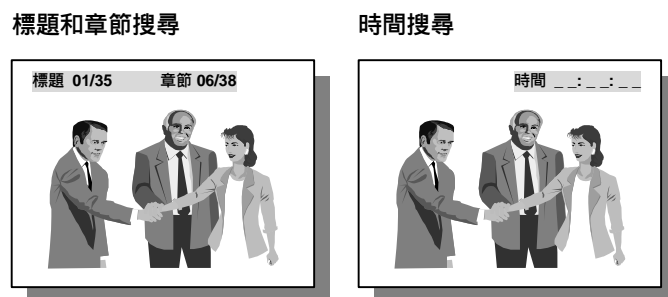 標題和章節搜尋
時間搜尋
標題 01/35 章節 06/38
時間 _ _: _ _: _ _